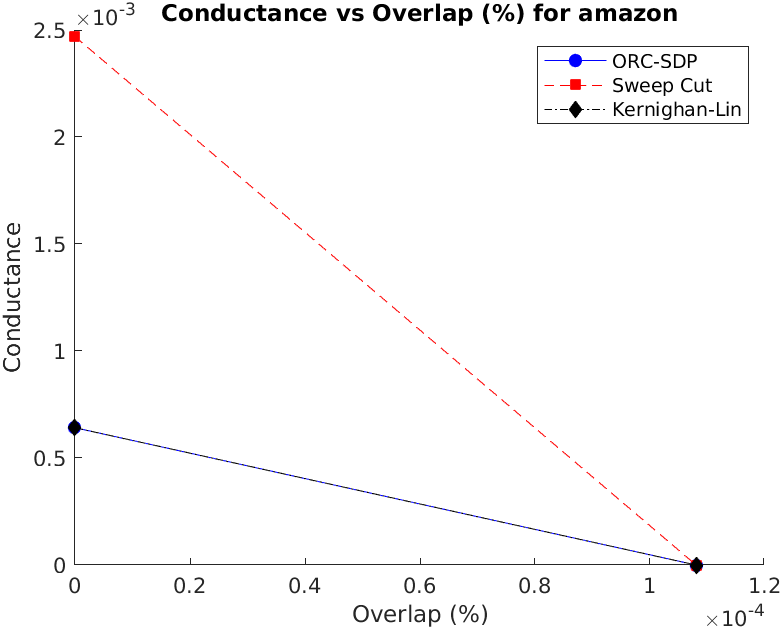 Conductance vs Overlap (%) for amazon
×10⁻³
2.5
2
1.5
1
0.5
0
Conductance
ORC-SDP
Sweep Cut
Kernighan-Lin
0 0.2 0.4 0.6 0.8 1 1.2
Overlap (%)
×10⁻⁴